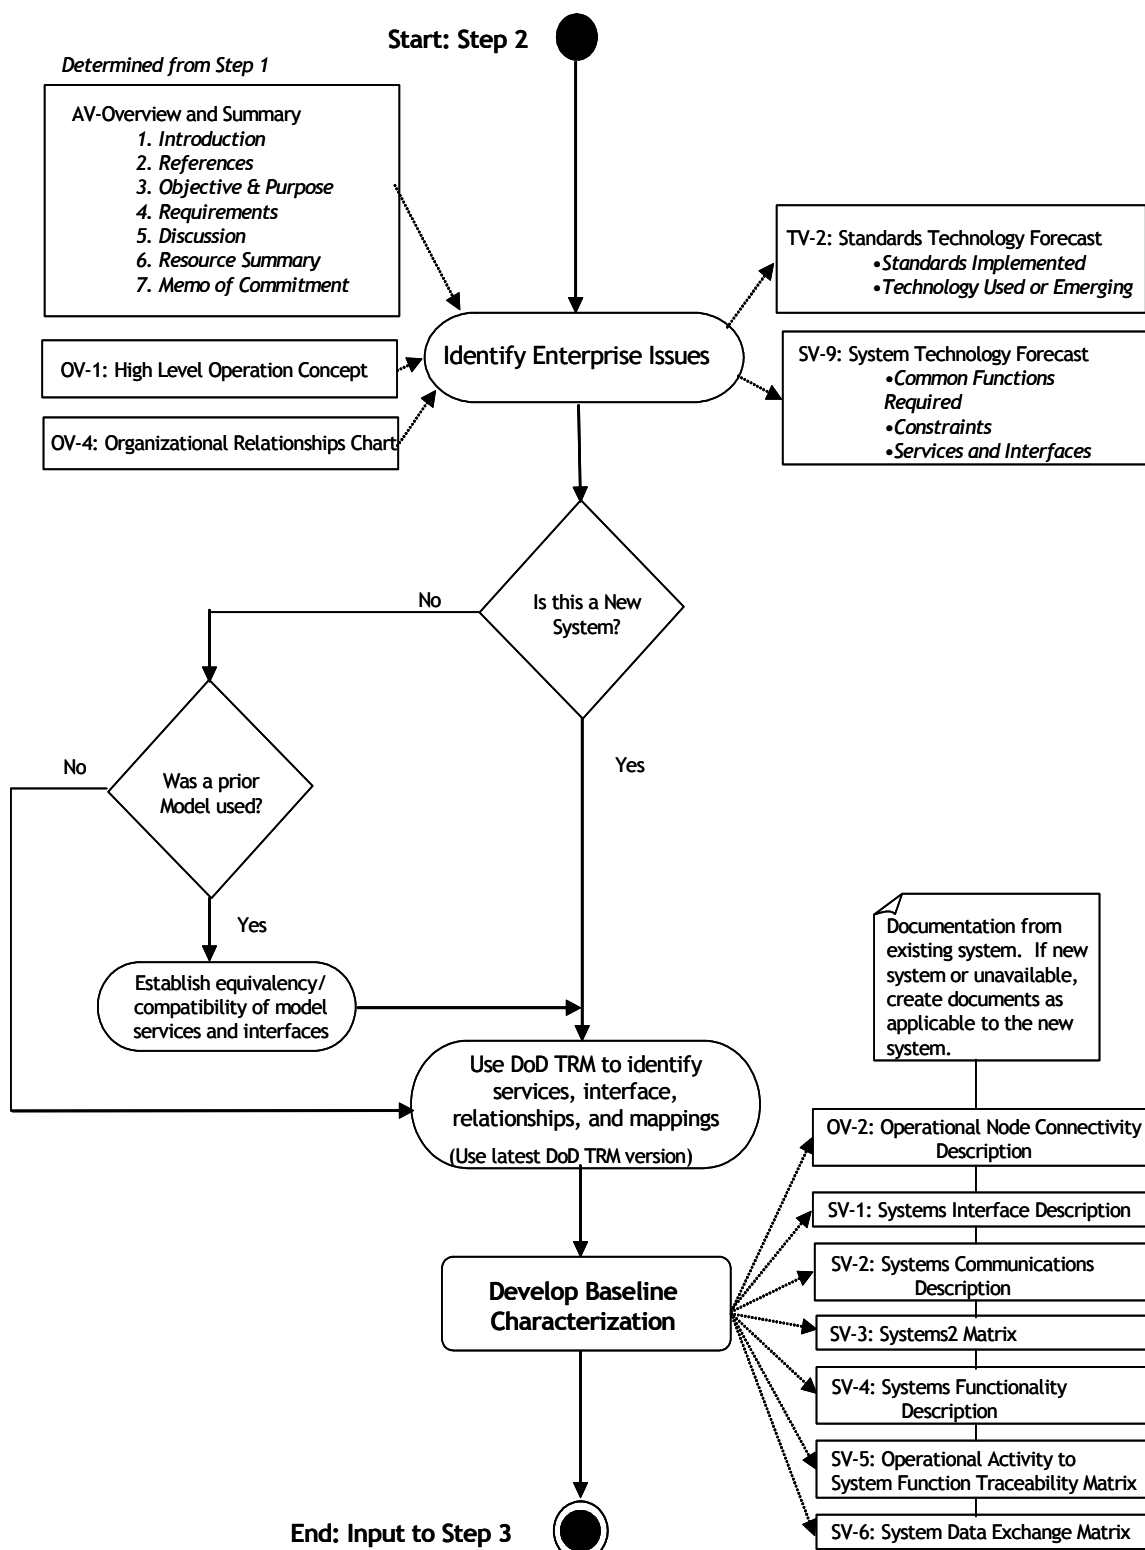 Start: Step 2
Determined from Step 1
AV-Overview and Summary
1. Introduction
2. References
3. Objective & Purpose
4. Requirements
5. Discussion
6. Resource Summary
7. Memo of Commitment
OV-1: High Level Operation Concept
OV-4: Organizational Relationships Chart
Identify Enterprise Issues
TV-2: Standards Technology Forecast
•Standards Implemented
•Technology Used or Emerging
SV-9: System Technology Forecast
•Common Functions
Required
•Constraints
•Services and Interfaces
Is this a New
System?
No
Yes
Was a prior
Model used?
No
Yes
Establish equivalency/
compatibility of model
services and interfaces
Use DoD TRM to identify
services, interface,
relationships, and mappings
(Use latest DoD TRM version)
Documentation from
existing system. If new
system or unavailable,
create documents as
applicable to the new
system.
Develop Baseline
Characterization
OV-2: Operational Node Connectivity
Description
SV-1: Systems Interface Description
SV-2: Systems Communications
Description
SV-3: Systems2 Matrix
SV-4: Systems Functionality
Description
SV-5: Operational Activity to
System Function Traceability Matrix
SV-6: System Data Exchange Matrix
End: Input to Step 3